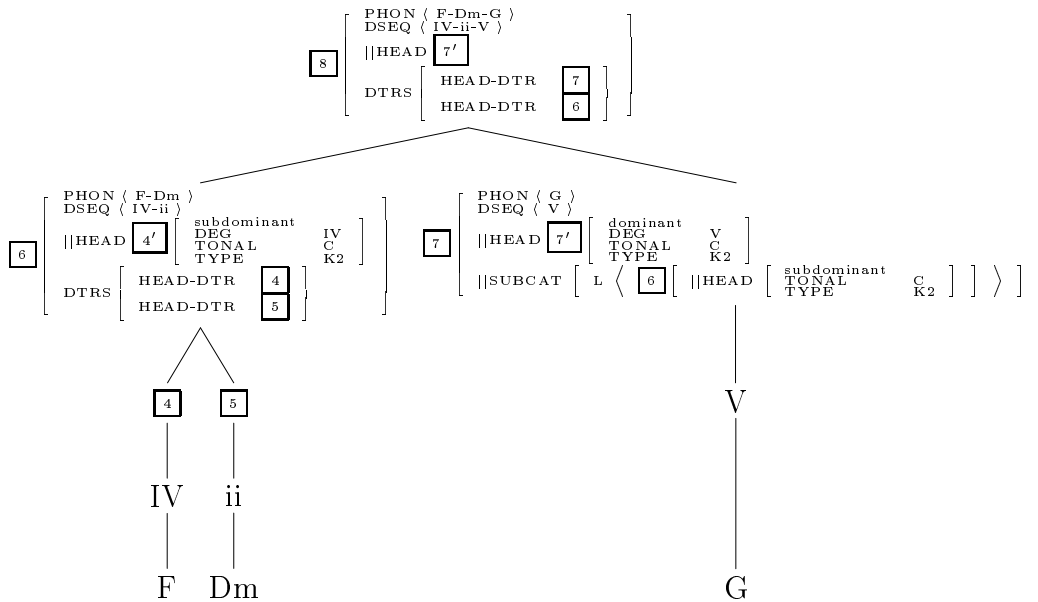 PHON ⟨ F-Dm-G ⟩
DSEQ ⟨ IV-ii-V ⟩
8 ||HEAD 7′
DTRS HEAD-DTR 7
HEAD-DTR 6
PHON ⟨ F-Dm ⟩
DSEQ ⟨ IV-ii ⟩
6 ||HEAD 4′ subdominant
DEG IV
TONAL C
TYPE K2
DTRS HEAD-DTR 4
HEAD-DTR 5
PHON ⟨ G ⟩
DSEQ ⟨ V ⟩
7 ||HEAD 7′ dominant
DEG V
TONAL C
TYPE K2
||SUBCAT [ L ⟨ 6 [ ||HEAD [ subdominant
TONAL C
TYPE K2 ] ] ⟩ ]
4 5 V
IV ii
F Dm G